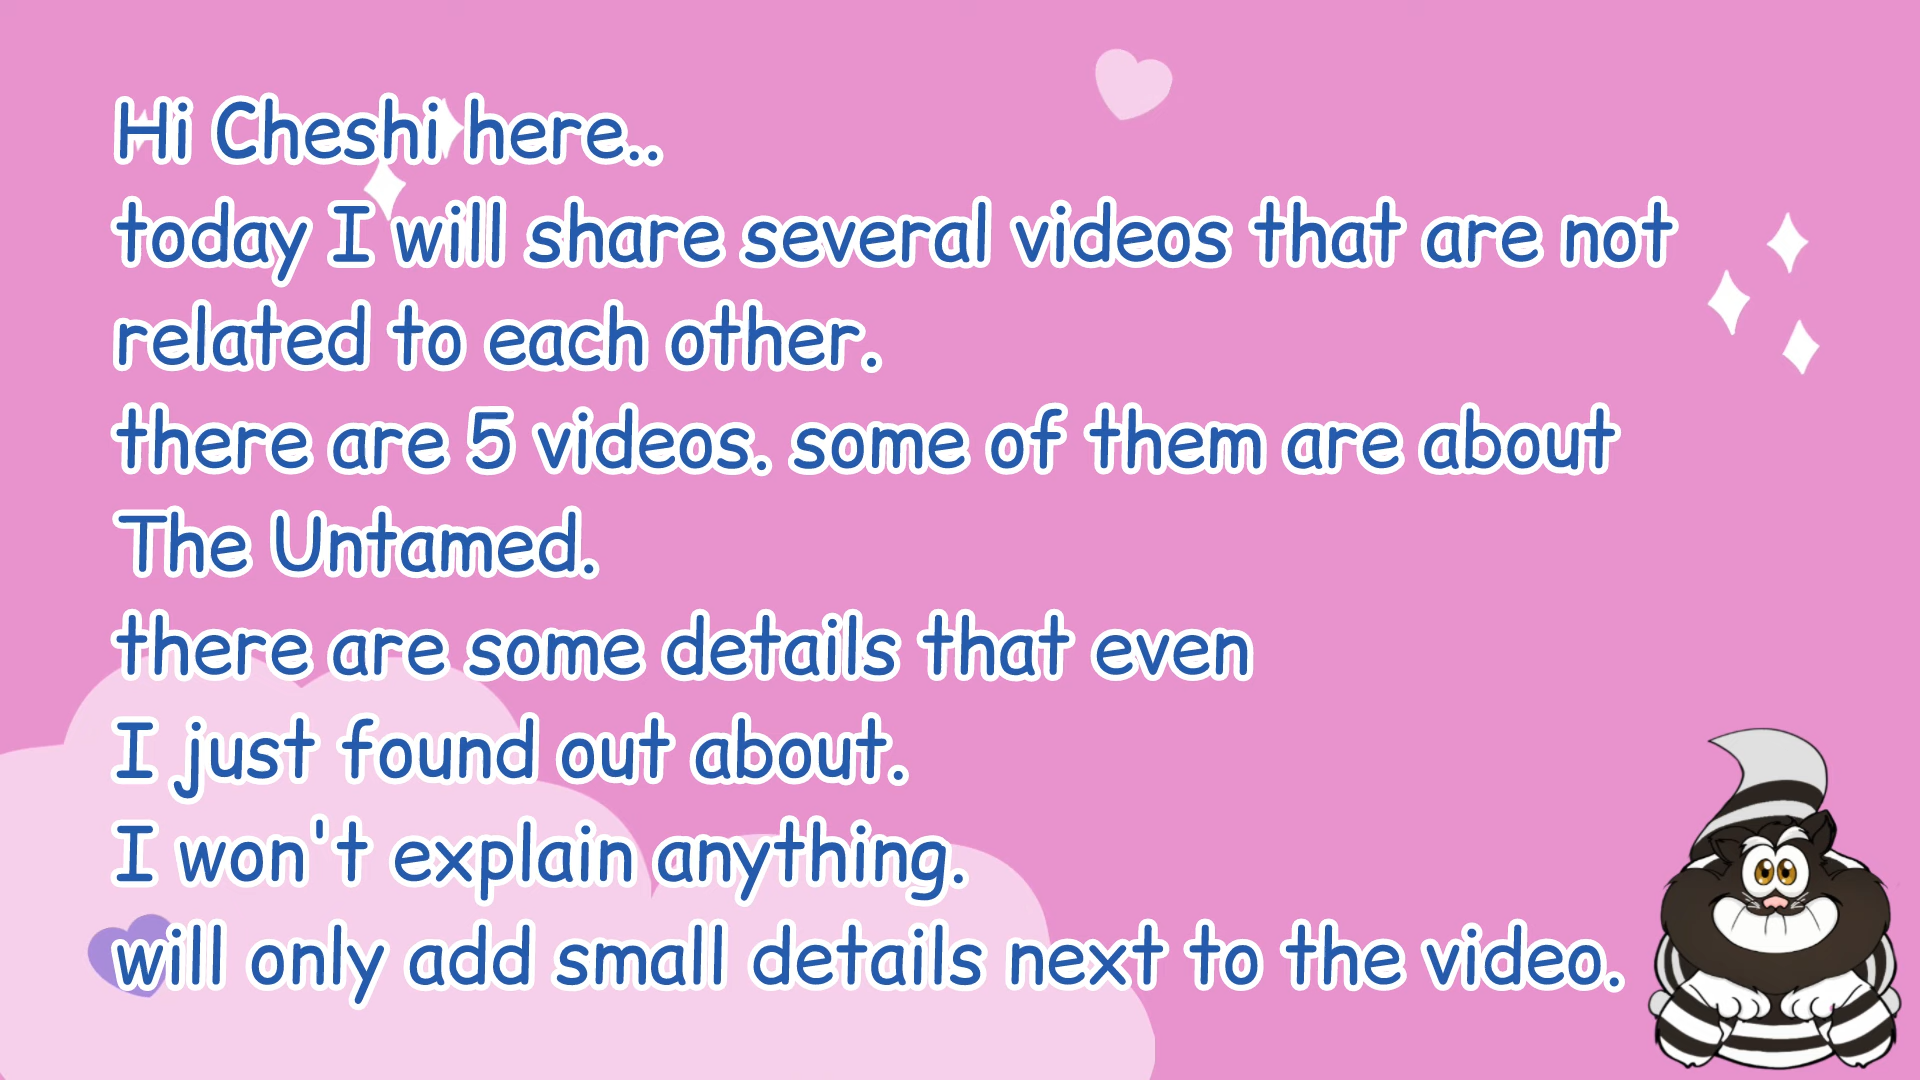 Hi Cheshi here..
today I will share several videos that are not
related to each other.
there are 5 videos. some of them are about
The Untamed.
there are some details that even
I just found out about.
I won't explain anything.
will only add small details next to the video.